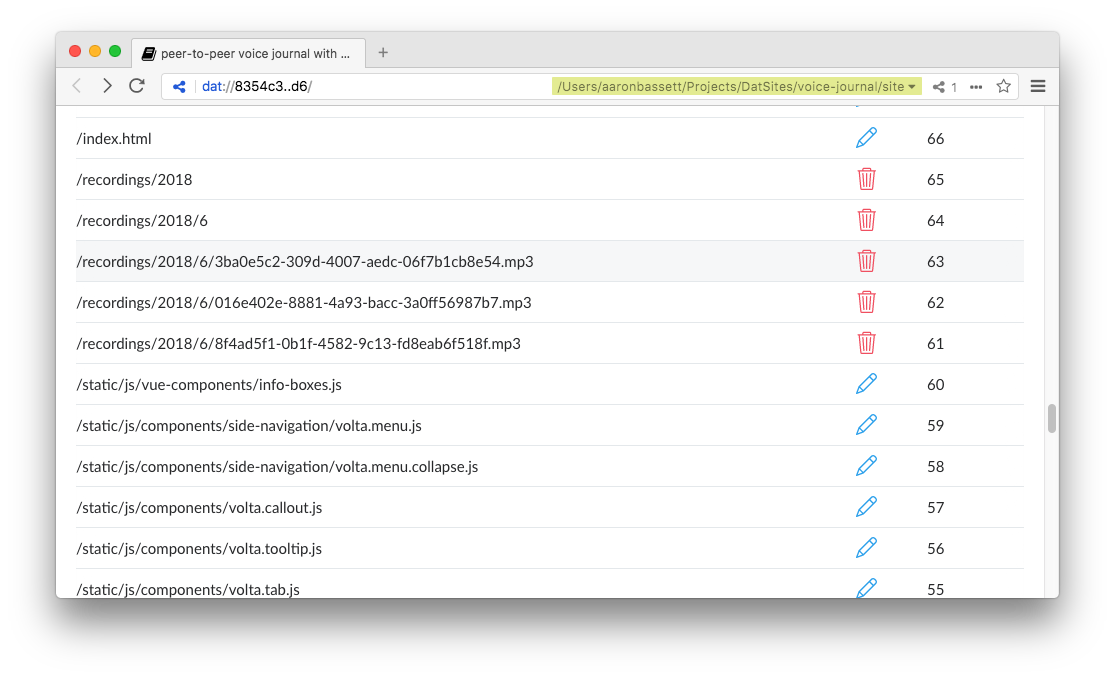 peer-to-peer voice journal with ...
dat://8354c3..d6/ /Users/aaronbassett/Projects/DatSites/voice-journal/site 1
/index.html 66
/recordings/2018 65
/recordings/2018/6 64
/recordings/2018/6/3ba0e5c2-309d-4007-aedc-06f7b1cb8e54.mp3 63
/recordings/2018/6/016e402e-8881-4a93-bacc-3a0ff56987b7.mp3 62
/recordings/2018/6/8f4ad5f1-0b1f-4582-9c13-fd8eab6f518f.mp3 61
/static/js/vue-components/info-boxes.js 60
/static/js/components/side-navigation/volta.menu.js 59
/static/js/components/side-navigation/volta.menu.collapse.js 58
/static/js/components/volta.callout.js 57
/static/js/components/volta.tooltip.js 56
/static/js/components/volta.tab.js 55